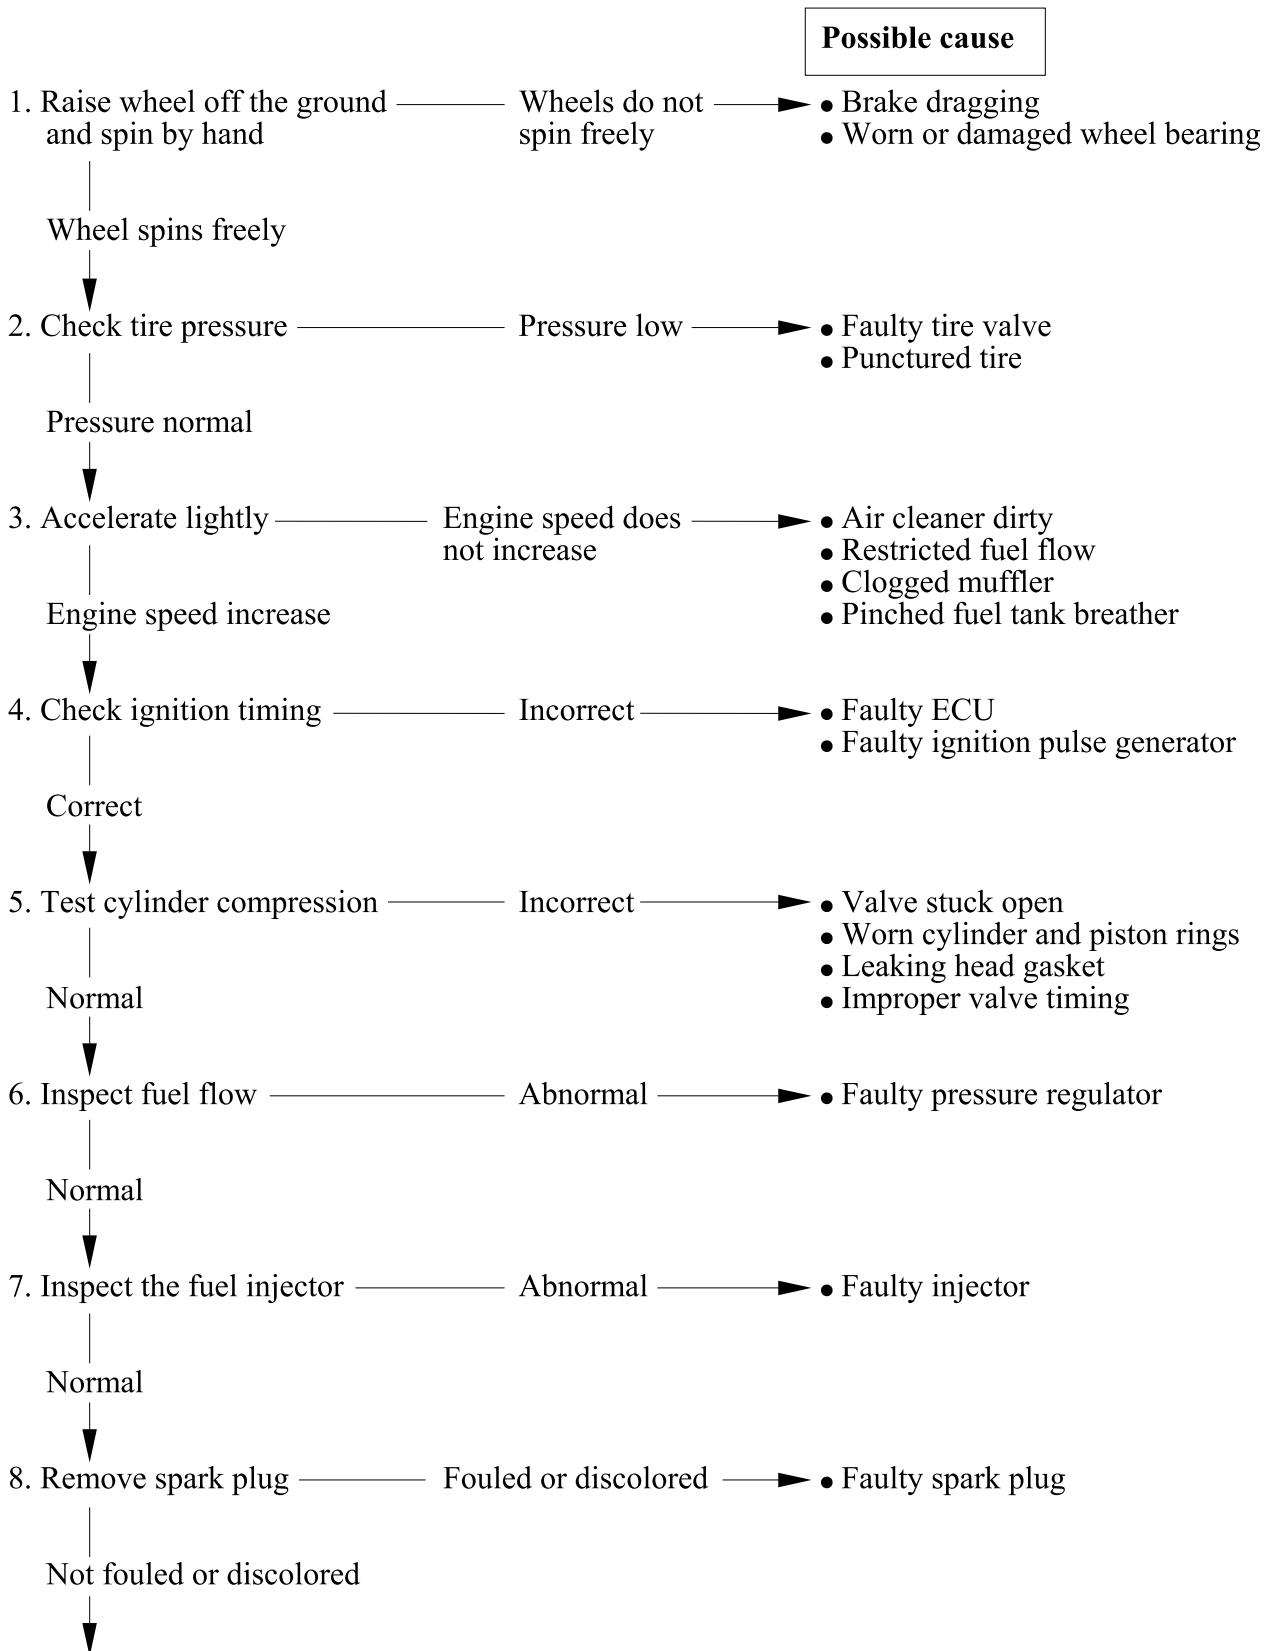 Possible cause
1. Raise wheel off the ground Wheels do not • Brake dragging
and spin by hand spin freely • Worn or damaged wheel bearing
Wheel spins freely
2. Check tire pressure Pressure low • Faulty tire valve
• Punctured tire
Pressure normal
3. Accelerate lightly Engine speed does • Air cleaner dirty
not increase • Restricted fuel flow
• Clogged muffler
Engine speed increase • Pinched fuel tank breather
4. Check ignition timing Incorrect • Faulty ECU
• Faulty ignition pulse generator
Correct
5. Test cylinder compression Incorrect • Valve stuck open
• Worn cylinder and piston rings
• Leaking head gasket
Normal • Improper valve timing
6. Inspect fuel flow Abnormal • Faulty pressure regulator
Normal
7. Inspect the fuel injector Abnormal • Faulty injector
Normal
8. Remove spark plug Fouled or discolored • Faulty spark plug
Not fouled or discolored